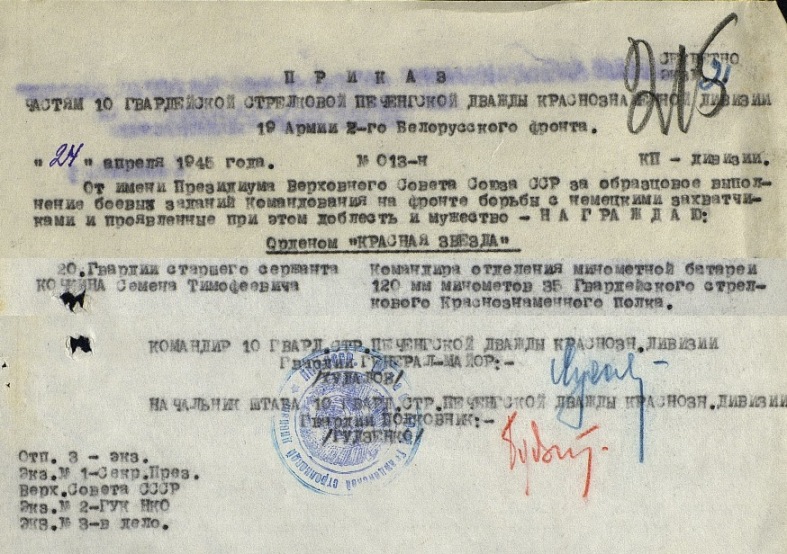 215
СЕКРЕТНО
ЭКЗ.
П Р И К А З
ЧАСТЯМ 10 ГВАРДЕЙСКОЙ СТРЕЛКОВОЙ ПЕЧЕНГСКОЙ ДВАЖДЫ КРАСНОЗНАМЕННОЙ ДИВИЗИИ
19 Армии 2-го Белорусского фронта.
"24" апреля 1945 года. № 013-Н КП - дивизии.
От имени Президиума Верховного Совета Союза ССР за образцовое выпол-
нение боевых заданий Командования на фронте борьбы с немецкими захватчи-
ками и проявленные при этом доблесть и мужество - Н А Г Р А Ж Д А Ю:
Орденом "КРАСНАЯ ЗВЕЗДА"
20. Гвардии старшего сержанта Командира отделения минометной батареи
Семена Тимофеевича 120 мм минометов 35 Гвардейского стрел-
кового Краснознаменного полка.
КОМАНДИР 10 ГВАРД.СТР.ПЕЧЕНГСКОЙ ДВАЖДЫ КРАСНОЗН.ДИВИЗИИ
Гвардии ГЕНЕРАЛ-МАЙОР:-
/ХУДАЛОВ/
НАЧАЛЬНИК ШТАБА 10 ГВАРД.СТР.ПЕЧЕНГСКОЙ ДВАЖДЫ КРАСНОЗН.ДИВИЗИИ
Гвардии ПОЛКОВНИК:-
/ГУДЗЕНКО/
Отп. 3 - экз.
Экз.№ 1-Секр.През.
Верх.Совета СССР
Экз.№ 2-ГУК НКО
Экз.№ 3-в дело.